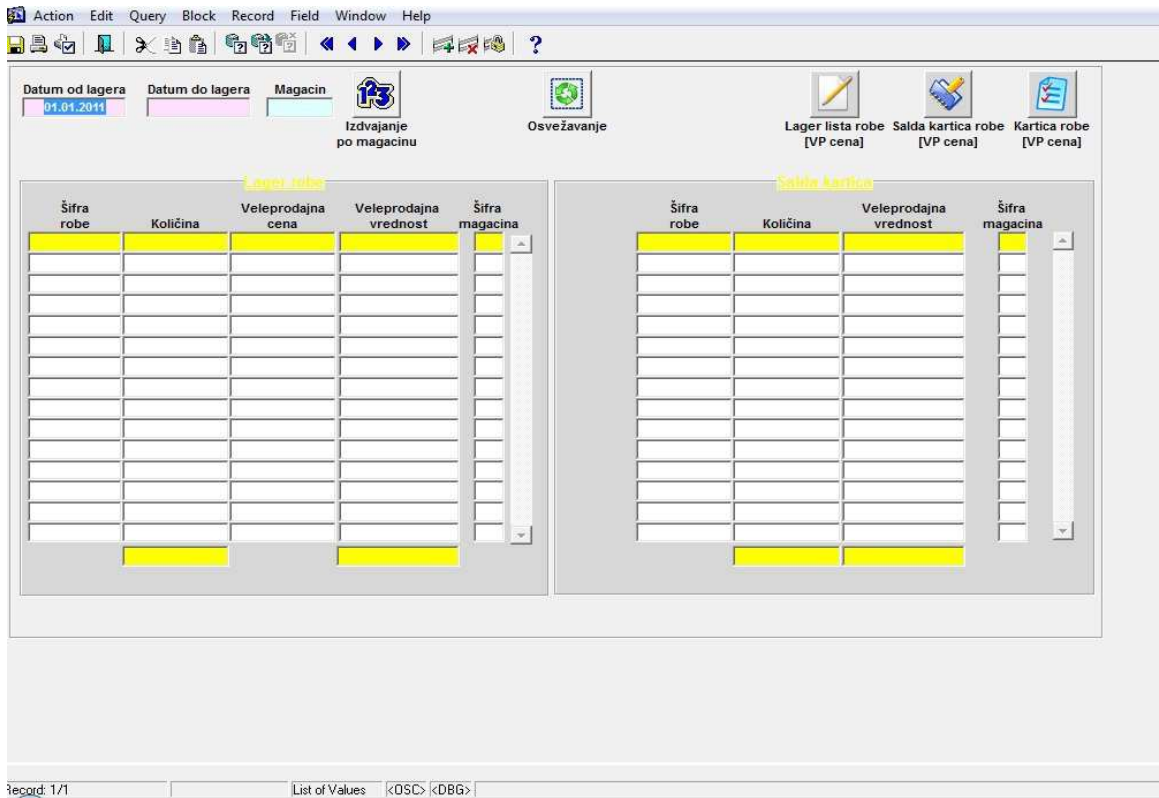 Action Edit Query Block Record Field Window Help
Datum od lagera Datum do lagera Magacin
01.01.2011
Izdvajanje
po magacinu
Osvežavanje
Lager lista robe
[VP cena]
Salda kartica robe
[VP cena]
Kartica robe
[VP cena]
Lager robe
Šifra
robe
Količina
Veleprodajna
cena
Veleprodajna
vrednost
Šifra
magacina
Salda kartica
Šifra
robe
Količina
Veleprodajna
vrednost
Šifra
magacina
Record: 1/1 List of Values <OSC> <DBG>